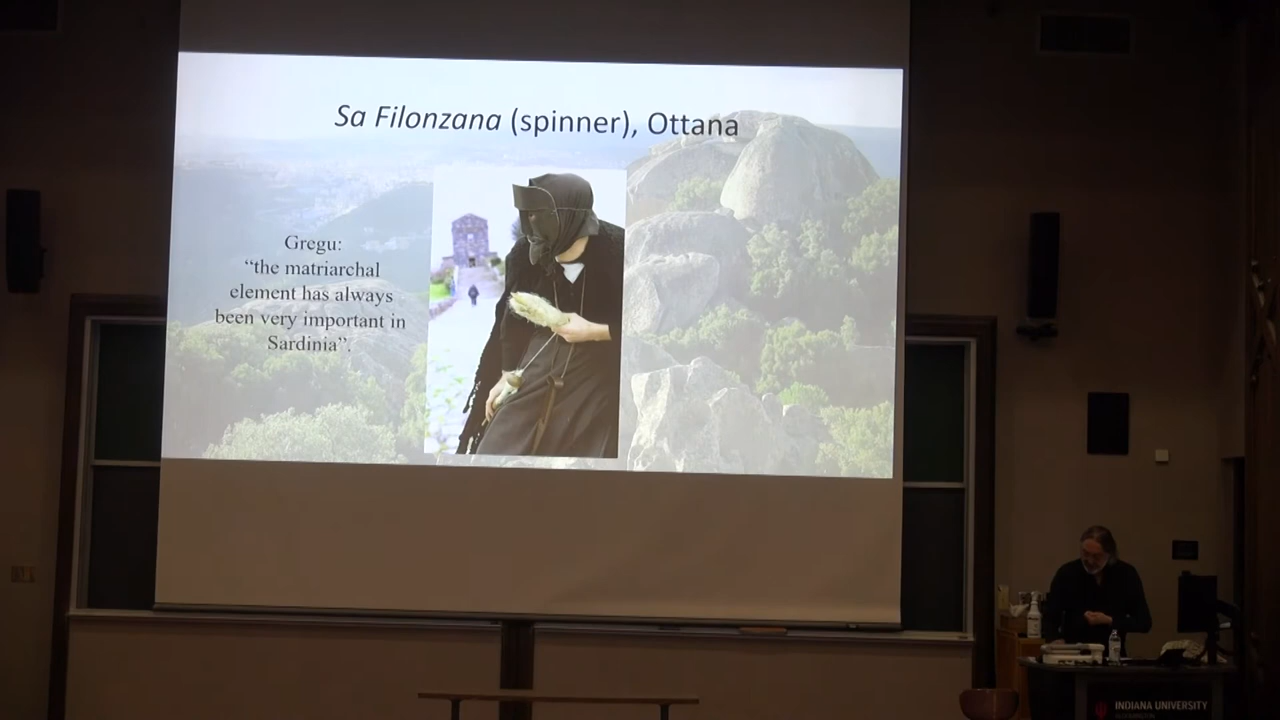 Sa Filonzana (spinner), Ottana
Gregu:
“the matriarchal
element has always
been very important in
Sardinia”.
INDIANA UNIVERSITY